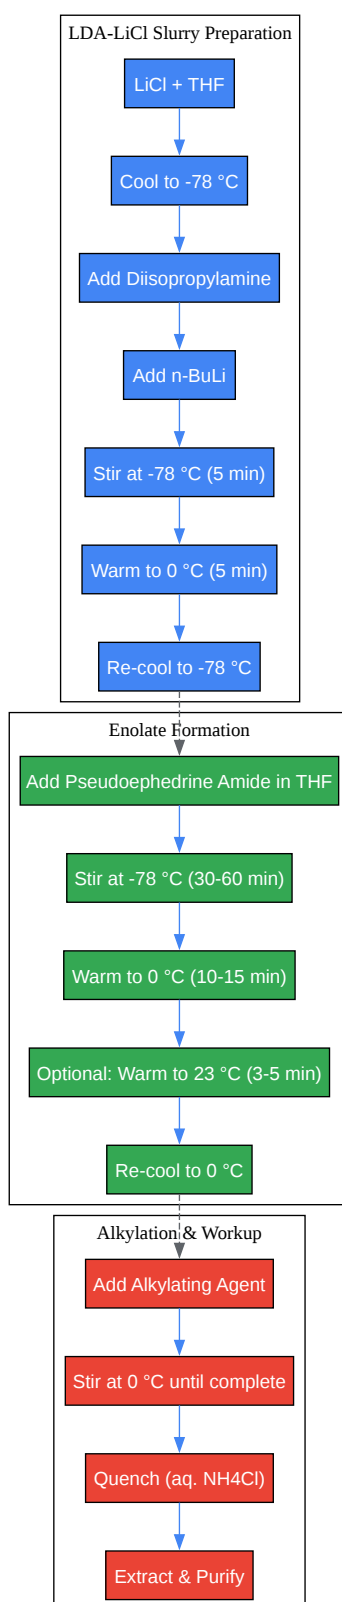 LDA-LiCl Slurry Preparation
LiCl + THF
Cool to -78 °C
Add Diisopropylamine
Add n-BuLi
Stir at -78 °C (5 min)
Warm to 0 °C (5 min)
Re-cool to -78 °C
Enolate Formation
Add Pseudoephedrine Amide in THF
Stir at -78 °C (30-60 min)
Warm to 0 °C (10-15 min)
Optional: Warm to 23 °C (3-5 min)
Re-cool to 0 °C
Alkylation & Workup
Add Alkylating Agent
Stir at 0 °C until complete
Quench (aq. NH4Cl)
Extract & Purify